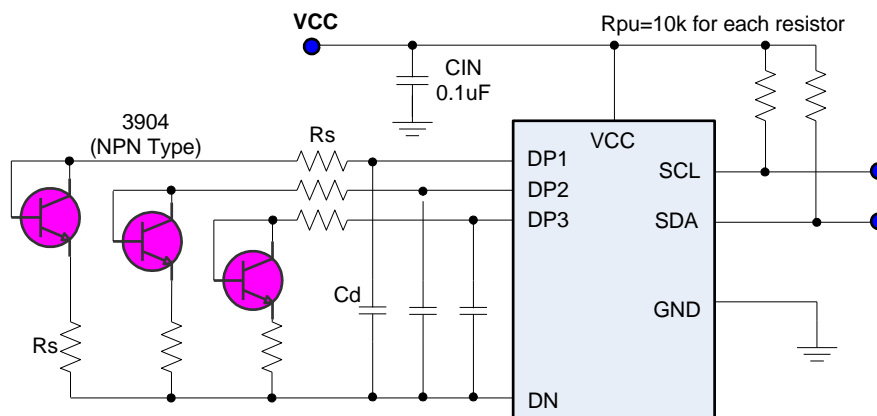 VCC
Rpu=10k for each resistor
CIN
0.1uF
3904
(NPN Type)
Rs
VCC
DP1
DP2
DP3
SCL
SDA
Cd
GND
Rs
DN